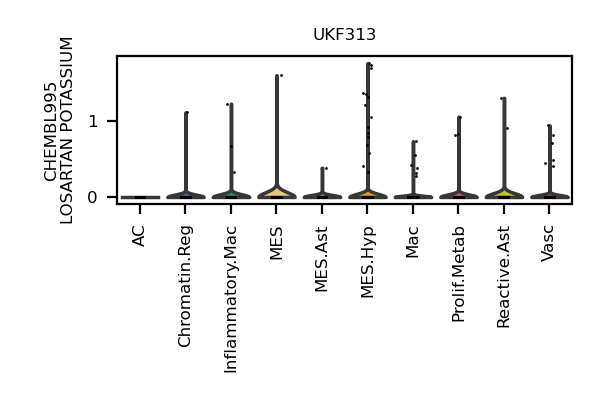 UKF313
CHEMBL995
LOSARTAN POTASSIUM
1
0
AC
Chromatin.Reg
Inflammatory.Mac
MES
MES.Ast
MES.Hyp
Mac
Prolif.Metab
Reactive.Ast
Vasc